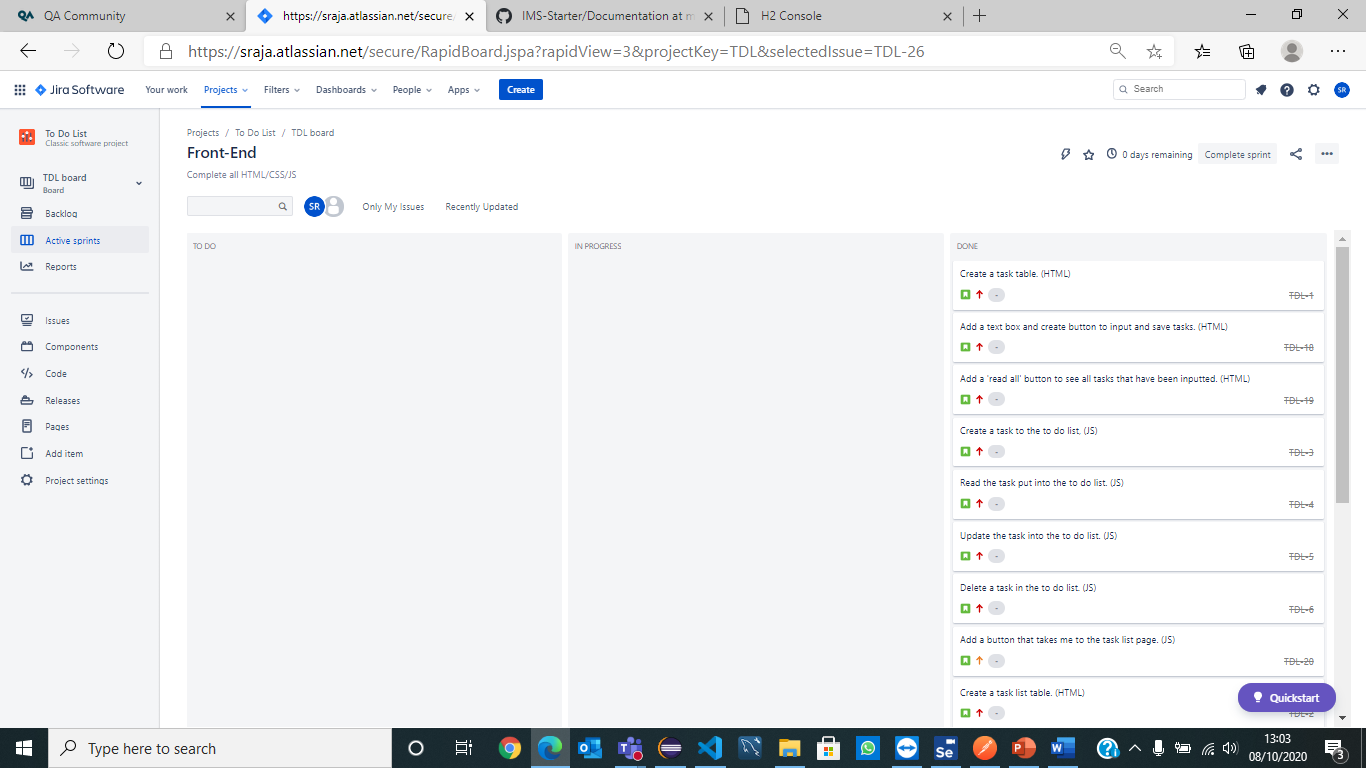 QA Community
https://sraja.atlassian.net/secure/
IMS-Starter/Documentation at m
H2 Console
https://sraja.atlassian.net/secure/RapidBoard.jspa?rapidView=3&projectKey=TDL&selectedIssue=TDL-26
Jira Software
Your work
Projects
Filters
Dashboards
People
Apps
Create
Search
SR
To Do List
Classic software project
TDL board
Board
Backlog
Active sprints
Reports
Issues
Components
Code
Releases
Pages
Add item
Project settings
Projects / To Do List / TDL board
Front-End
Complete all HTML/CSS/JS
0 days remaining
Complete sprint
SR
Only My Issues
Recently Updated
TO DO
IN PROGRESS
DONE
Create a task table. (HTML)
- TDL-1
Add a text box and create button to input and save tasks. (HTML)
- TDL-18
Add a 'read all' button to see all tasks that have been inputted. (HTML)
- TDL-19
Create a task to the to do list, (JS)
- TDL-3
Read the task put into the to do list. (JS)
- TDL-4
Update the task into the to do list. (JS)
- TDL-5
Delete a task in the to do list. (JS)
- TDL-6
Add a button that takes me to the task list page. (JS)
- TDL-20
Create a task list table. (HTML)
- TDL-2
Quickstart
Type here to search
Se
13:03
08/10/2020
3